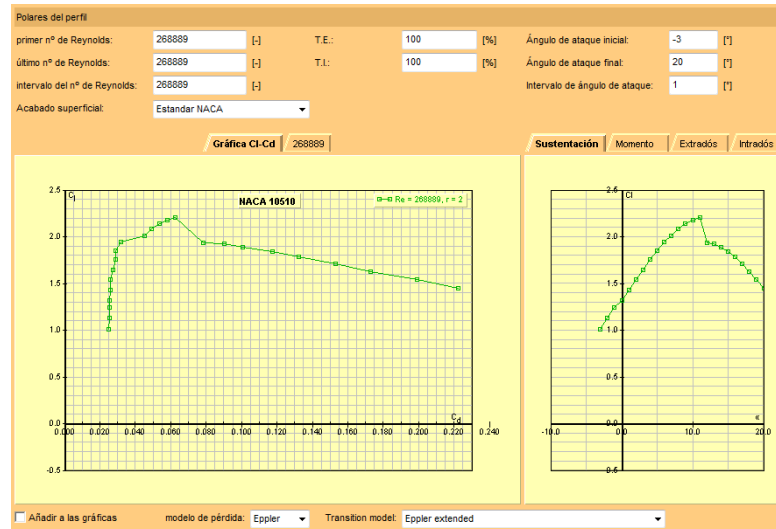 Polares del perfil
primer nº de Reynolds: 268889 [-] T.E.: 100 [%] Ángulo de ataque inicial: -3 [°]
último nº de Reynolds: 268889 [-] T.I.: 100 [%] Ángulo de ataque final: 20 [°]
intervalo del nº de Reynolds: 268889 [-] Intervalo de ángulo de ataque: 1 [°]
Acabado superficial: Estandar NACA
Gráfica Cl-Cd 268889 Sustentación Momento Extradós Intradós
2.5 Cl NACA 10510 Re = 268889, r = 2
2.0
1.5
1.0
0.5
0.0 Cd
0.000 0.020 0.040 0.060 0.080 0.100 0.120 0.140 0.160 0.180 0.200 0.220 0.240
-0.5
2.5 Cl
2.0
1.5
1.0
0.5
0.0 α
-10.0 0.0 10.0 20.0
-0.5
Añadir a las gráficas modelo de pérdida: Eppler Transition model: Eppler extended